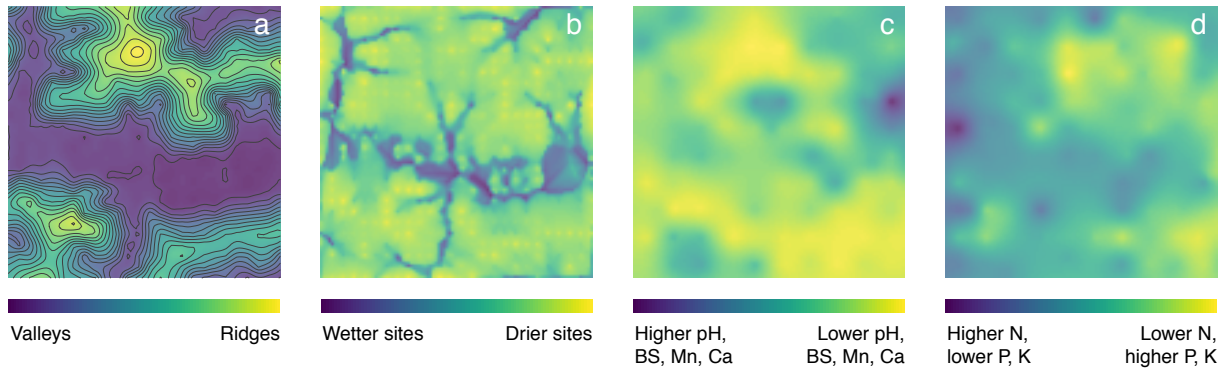 a
b
c
d
Valleys Ridges
Wetter sites Drier sites
Higher pH,
BS, Mn, Ca
Lower pH,
BS, Mn, Ca
Higher N,
lower P, K
Lower N,
higher P, K